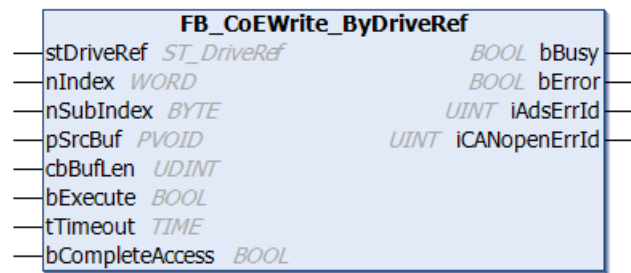 FB_CoEWrite_ByDriveRef
stDriveRef ST_DriveRef BOOL bBusy
nIndex WORD BOOL bError
nSubIndex BYTE UINT iAdsErrId
pSrcBuf PVOID UINT iCANopenErrId
cbBufLen UDINT
bExecute BOOL
tTimeout TIME
bCompleteAccess BOOL